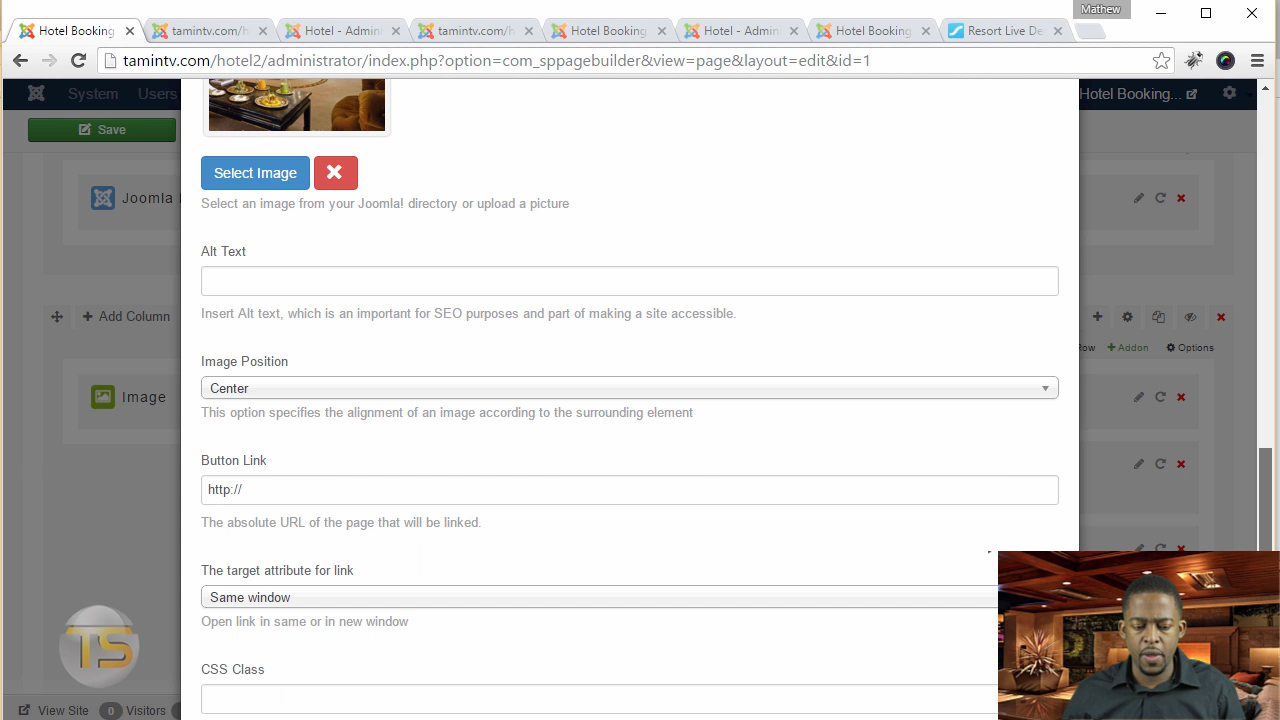 Mathew
Hotel Booking
tamintv.com/h
Hotel - Admini
tamintv.com/h
Hotel Booking
Hotel - Admini
Hotel Booking
Resort Live De
tamintv.com/hotel2/administrator/index.php?option=com_sppagebuilder&view=page&layout=edit&id=1
System
Users
Hotel Booking...
Save
Joomla
Select Image
Select an image from your Joomla! directory or upload a picture
Alt Text
Insert Alt text, which is an important for SEO purposes and part of making a site accessible.
Add Column
Image Position
Addon
Options
Center
Image
This option specifies the alignment of an image according to the surrounding element
Button Link
http://
The absolute URL of the page that will be linked.
The target attribute for link
Same window
Open link in same or in new window
TS
CSS Class
View Site
0
Visitors